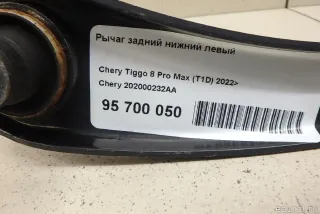 Рычаг задний нижний левый
Chery Tiggo 8 Pro Max (T1D) 2022>
Chery 202000232AA
95 700 050